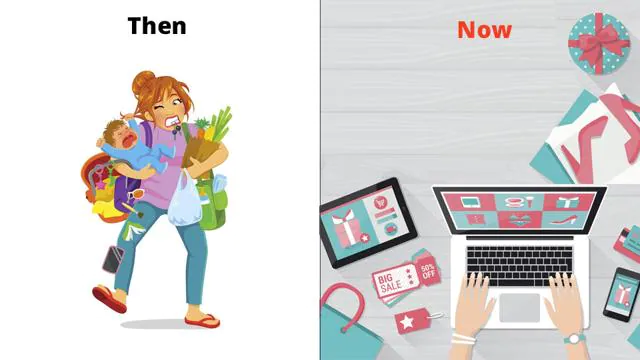 Then
Now
BIG
SALE
50%
OFF